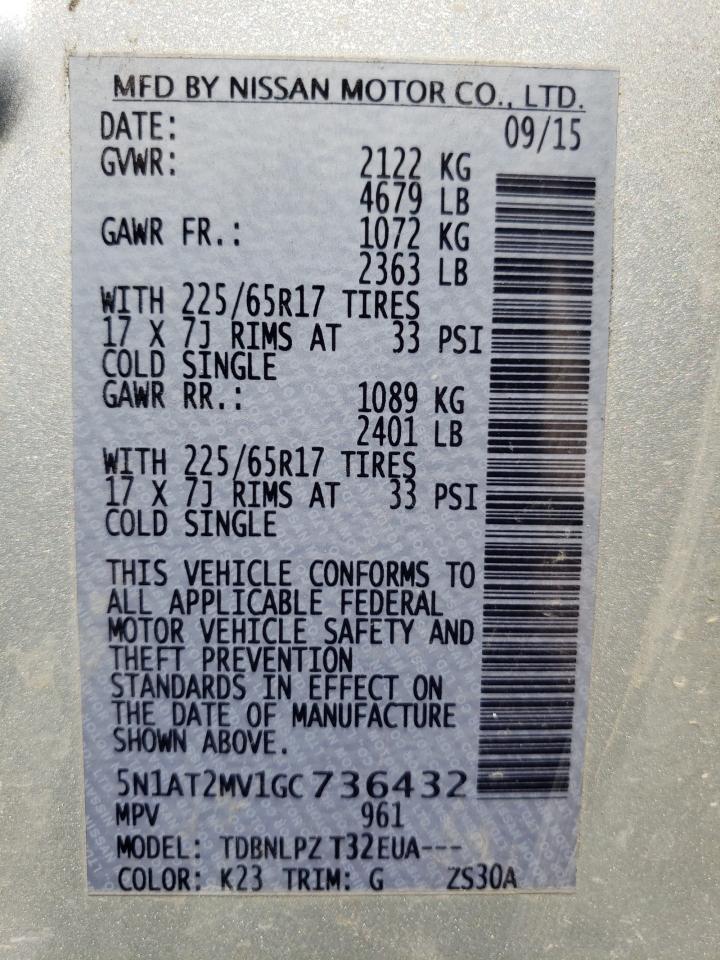 MFD BY NISSAN MOTOR CO., LTD.
DATE: 09/15
GVWR: 2122 KG
4679 LB
GAWR FR.: 1072 KG
2363 LB
WITH 225/65R17 TIRES
17 X 7J RIMS AT 33 PSI
COLD SINGLE
GAWR RR.: 1089 KG
2401 LB
WITH 225/65R17 TIRES
17 X 7J RIMS AT 33 PSI
COLD SINGLE
THIS VEHICLE CONFORMS TO
ALL APPLICABLE FEDERAL
MOTOR VEHICLE SAFETY AND
THEFT PREVENTION
STANDARDS IN EFFECT ON
THE DATE OF MANUFACTURE
SHOWN ABOVE.
5N1AT2MV1GC736432
MPV 961
MODEL: TDBNLPZ T32EUA---
COLOR: K23 TRIM: G ZS30A